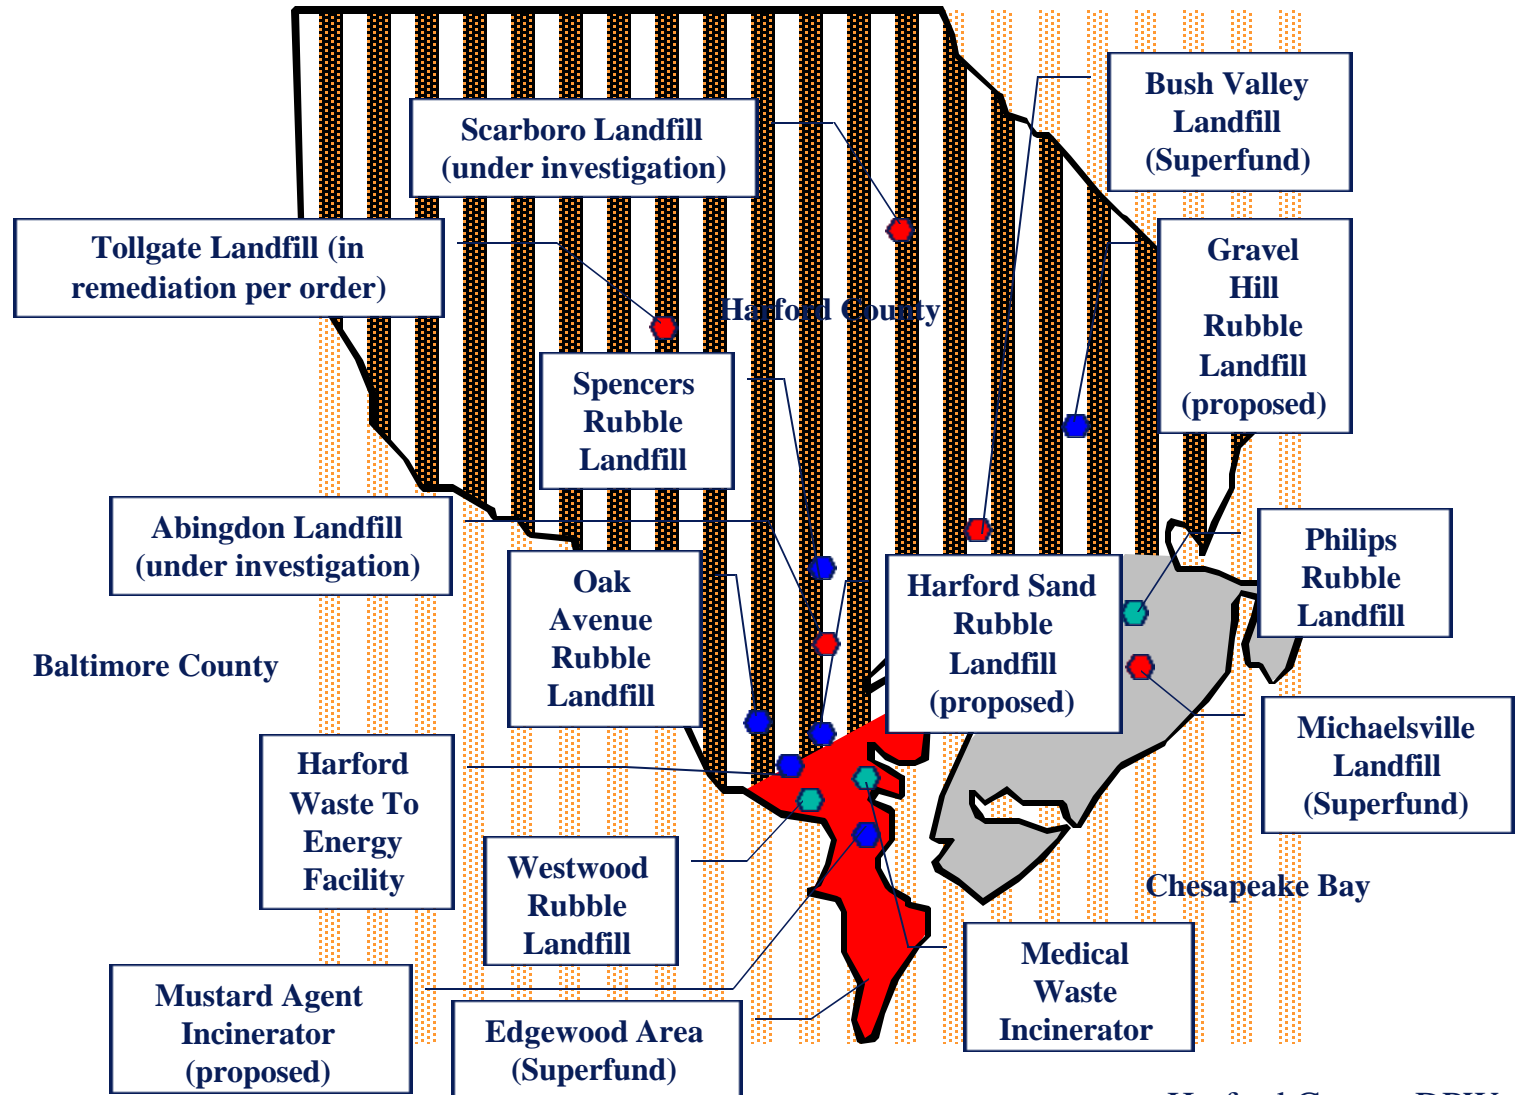 Bush Valley
Landfill
(Superfund)
Scarboro Landfill
(under investigation)
Tollgate Landfill (in
remediation per order)
Gravel
Hill
Rubble
Landfill
(proposed)
Harford County
Spencers
Rubble
Landfill
Abingdon Landfill
(under investigation)
Philips
Rubble
Landfill
Oak
Avenue
Rubble
Landfill
Harford Sand
Rubble
Landfill
(proposed)
Baltimore County
Michaelsville
Landfill
(Superfund)
Harford
Waste To
Energy
Facility
Westwood
Rubble
Landfill
Chesapeake Bay
Medical
Waste
Incinerator
Mustard Agent
Incinerator
(proposed)
Edgewood Area
(Superfund)
Harford County DPW